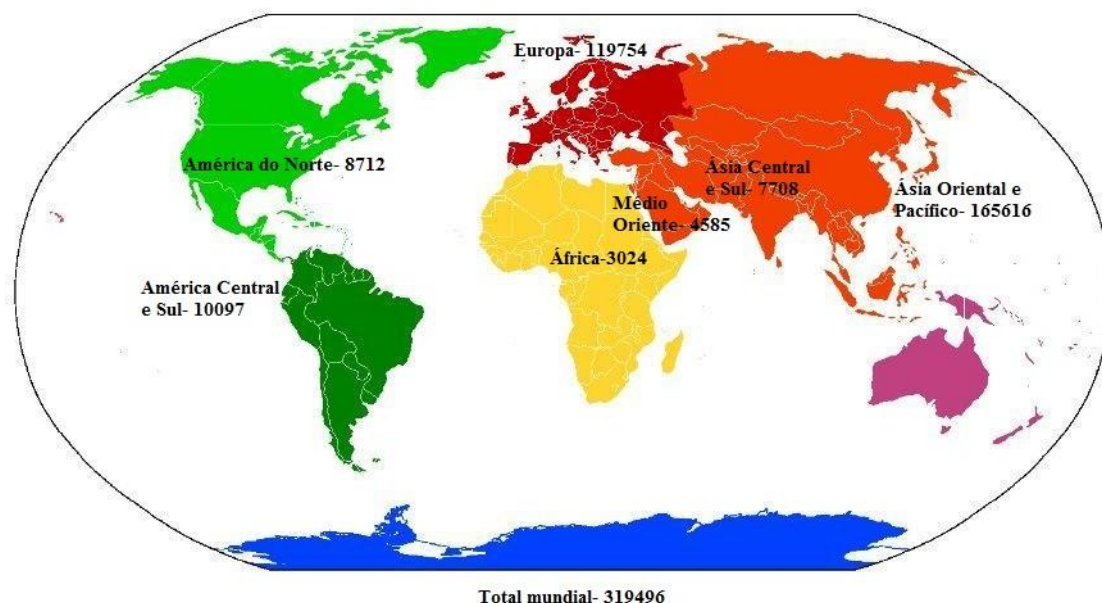 Europa- 119754
América do Norte- 8712
Ásia Central
e Sul- 7708
Ásia Oriental e
Pacífico- 165616
Médio
Oriente- 4585
África-3024
América Central
e Sul- 10097
Total mundial- 319496